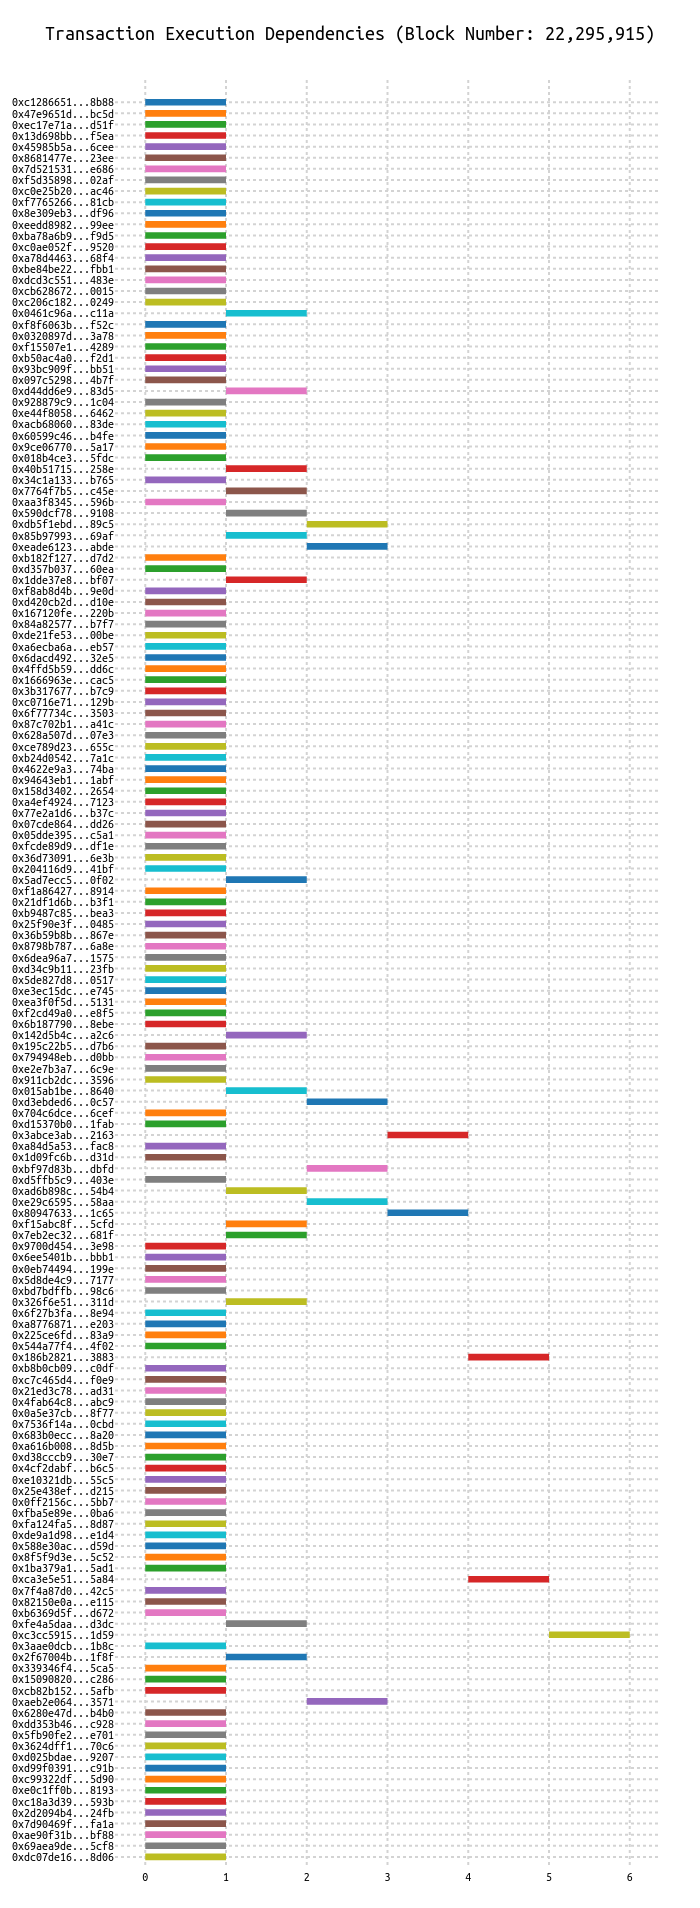 Transaction Execution Dependencies (Block Number: 22,295,915)
0xc1286651...8b88
0x47e9651d...bc5d
0xec17e71a...d51f
0x13d698bb...f5ea
0x45985b5a...6cee
0x8681477e...23ee
0x7d521531...e686
0xf5d35898...02af
0xc0e25b20...ac46
0xf7765266...81cb
0x8e309eb3...df96
0xeedd8982...99ee
0xba78a6b9...f9d5
0xc0ae052f...9520
0xa78d4463...68f4
0xbe84be22...fbb1
0xdcd3c551...483e
0xcb628672...0015
0xc206c182...0249
0x0461c96a...c11a
0xf8f6063b...f52c
0x0320897d...3a78
0xf15507e1...4289
0xb50ac4a0...f2d1
0x93bc909f...bb51
0x097c5298...4b7f
0xd44dd6e9...83d5
0x928879c9...1c04
0xe44f8058...6462
0xacb68060...83de
0x60599c46...b4fe
0x9ce06770...5a17
0x018b4ce3...5fdc
0x40b51715...258e
0x34c1a133...b765
0x7764f7b5...c45e
0xaa3f8345...596b
0x590dcf78...9108
0xdb5f1ebd...89c5
0x85b97993...69af
0xeade6123...abde
0xb182f127...d7d2
0xd357b037...60ea
0x1dde37e8...bf07
0xf8ab8d4b...9e0d
0xd420cb2d...d10e
0x167120fe...220b
0x84a82577...b7f7
0xde21fe53...00be
0xa6ecba6a...eb57
0x6dacd492...32e5
0x4ffd5b59...dd6c
0x1666963e...cac5
0x3b317677...b7c9
0xc0716e71...129b
0x6f77734c...3503
0x87c702b1...a41c
0x628a507d...07e3
0xce789d23...655c
0xb24d0542...7a1c
0x4622e9a3...74ba
0x94643eb1...1abf
0x158d3402...2654
0xa4ef4924...7123
0x77e2a1d6...b37c
0x07cde864...dd26
0x05dde395...c5a1
0xfcde89d9...df1e
0x36d73091...6e3b
0x204116d9...41bf
0x5ad7ecc5...0f02
0xf1a86427...8914
0x21df1d6b...b3f1
0xb9487c85...bea3
0x25f90e3f...0485
0x36b59b8b...867e
0x8798b787...6a8e
0x6dea96a7...1575
0xd34c9b11...23fb
0x5de827d8...0517
0xe3ec15dc...e745
0xea3f0f5d...5131
0xf2cd49a0...e8f5
0x6b187790...8ebe
0x142d5b4c...a2c6
0x195c22b5...d7b6
0x794948eb...d0bb
0xe2e7b3a7...6c9e
0x911cb2dc...3596
0x015ab1be...8640
0xd3ebded6...0c57
0x704c6dce...6cef
0xd15370b0...1fab
0x3abce3ab...2163
0xa84d5a53...fac8
0x1d09fc6b...d31d
0xbf97d83b...dbfd
0xd5ffb5c9...403e
0xad6b898c...54b4
0xe29c6595...58aa
0x80947633...1c65
0xf15abc8f...5cfd
0x7eb2ec32...681f
0x9700d454...3e98
0x6ee5401b...bbb1
0x0eb74494...199e
0x5d8de4c9...7177
0xbd7bdffb...98c6
0x326f6e51...311d
0x6f27b3fa...8e94
0xa8776871...e203
0x225ce6fd...83a9
0x544a77f4...4f02
0x186b2821...3883
0xb8b0cb09...c0df
0xc7c465d4...f0e9
0x21ed3c78...ad31
0x4fab64c8...abc9
0x0a5e37cb...8f77
0x7536f14a...0cbd
0x683b0ecc...8a20
0xa616b008...8d5b
0xd38cccb9...30e7
0x4cf2dabf...b6c5
0xe10321db...55c5
0x25e438ef...d215
0x0ff2156c...5bb7
0xfba5e89e...0ba6
0xfa124fa5...8d87
0xde9a1d98...e1d4
0x588e30ac...d59d
0x8f5f9d3e...5c52
0x1ba379a1...5ad1
0xca3e5e51...5a84
0x7f4a87d0...42c5
0x82150e0a...e115
0xb6369d5f...d672
0xfe4a5daa...d3dc
0xc3cc5915...1d59
0x3aae0dcb...1b8c
0x2f67004b...1f8f
0x339346f4...5ca5
0x15090820...c286
0xcb82b152...5afb
0xaeb2e064...3571
0x6280e47d...b4b0
0xdd353b46...c928
0x5fb90fe2...e701
0x3624dff1...70c6
0xd025bdae...9207
0xd99f0391...c91b
0xc99322df...5d90
0xe0c1ff0b...8193
0xc18a3d39...593b
0x2d2094b4...24fb
0x7d90469f...fa1a
0xae90f31b...bf88
0x69aea9de...5cf8
0xdc07de16...8d06
0 1 2 3 4 5 6